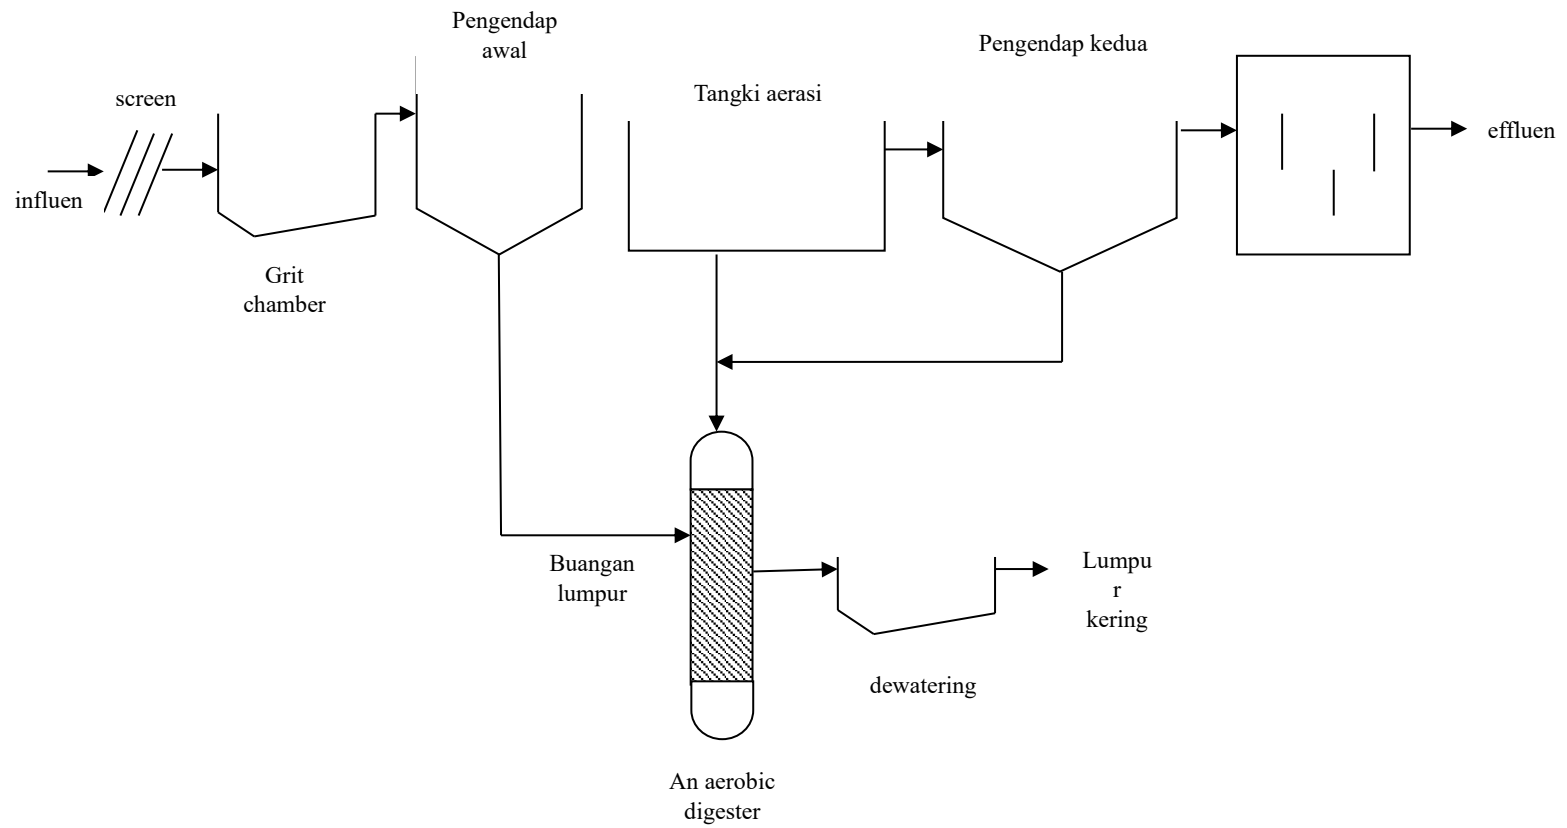 Pengendap
awal
Pengendap kedua
screen
Tangki aerasi
effluen
influen
Grit
chamber
Buangan
lumpur
Lumpu
r
kering
dewatering
An aerobic
digester